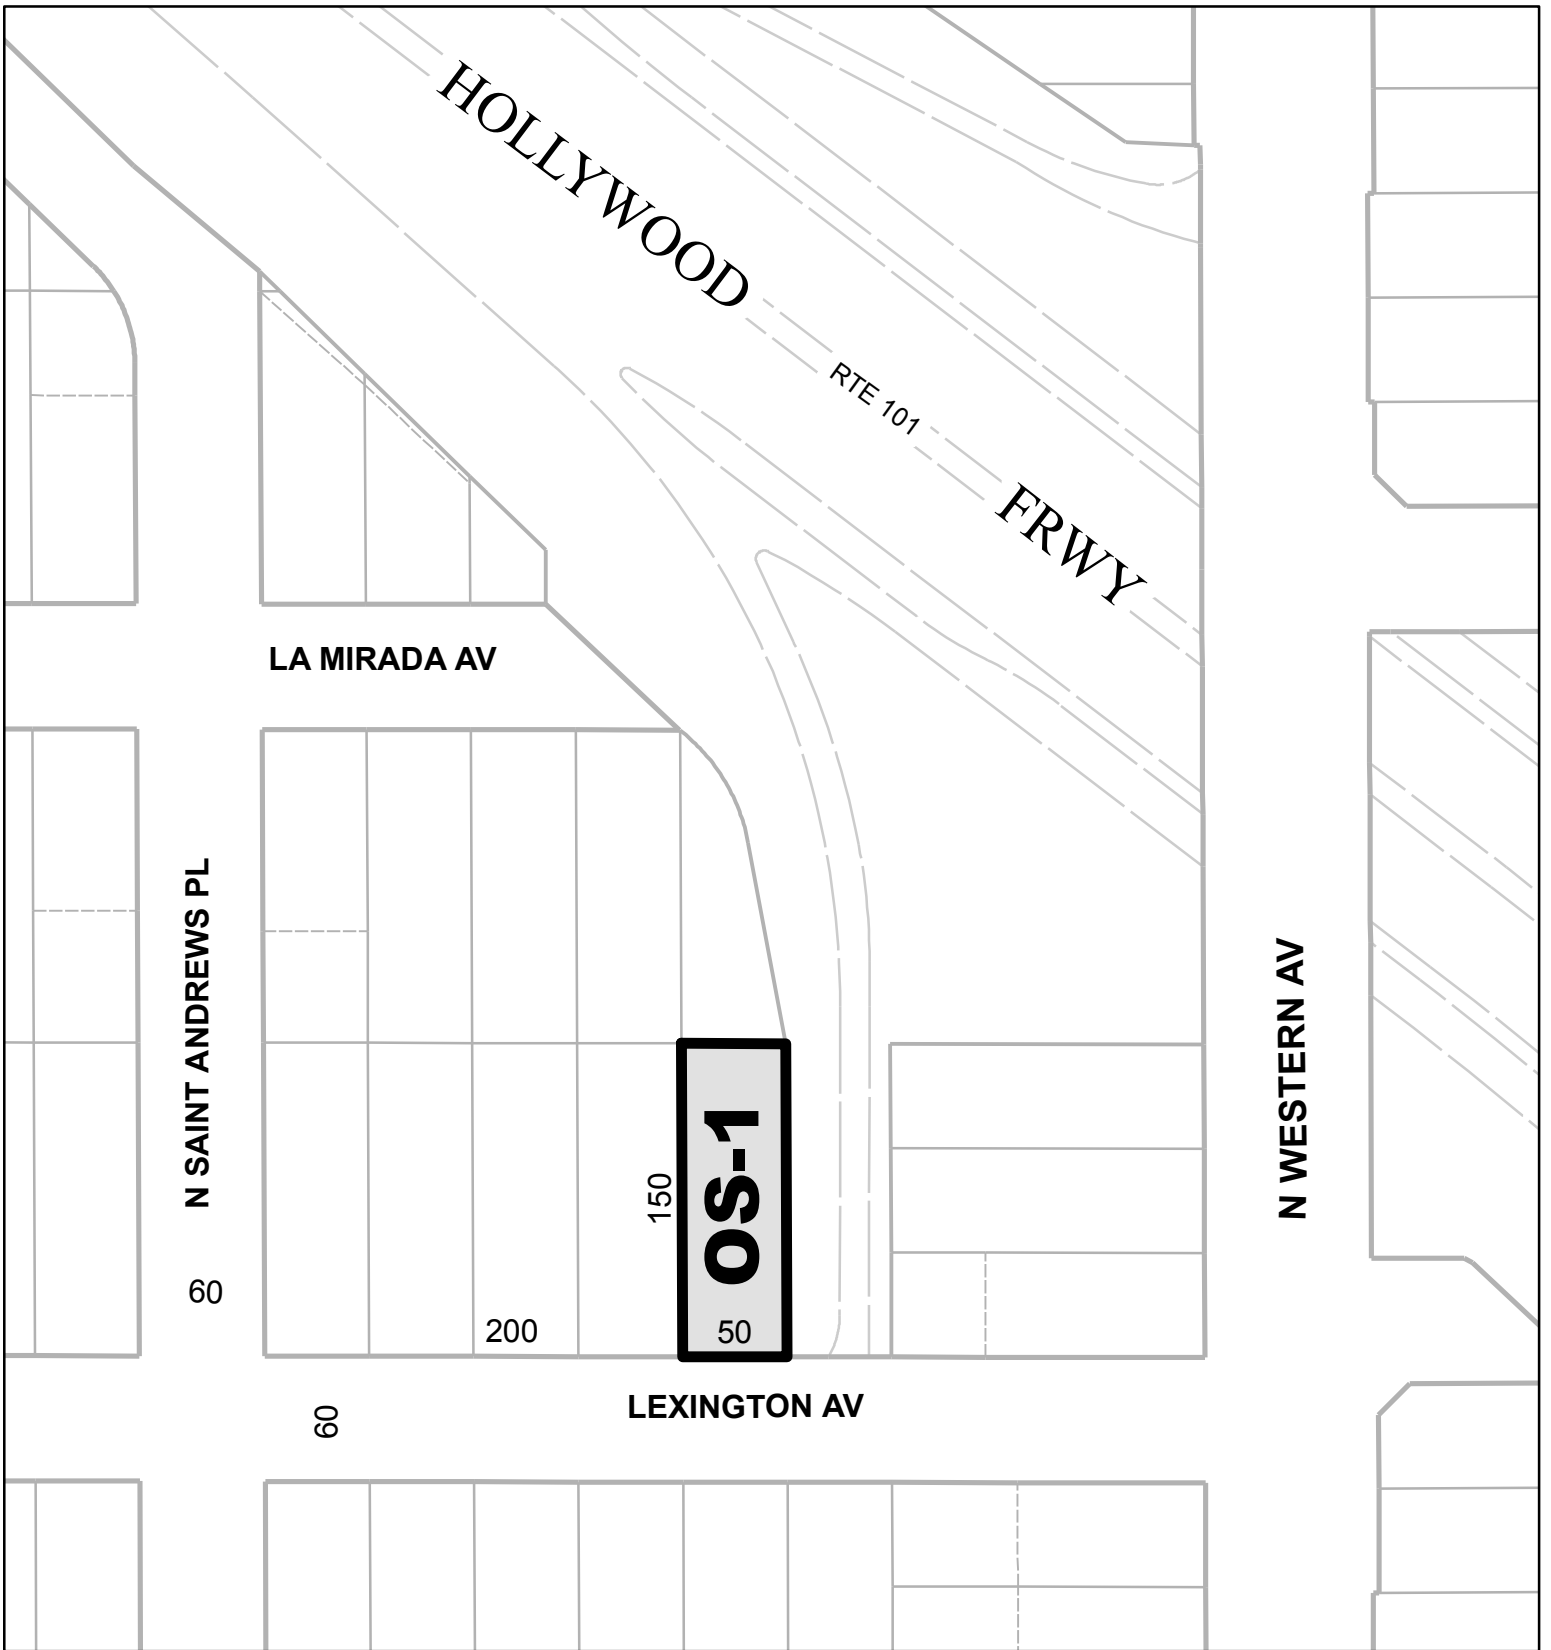 HOLLYWOOD
RTE 101
FRWY
LA MIRADA AV
N SAINT ANDREWS PL
N WESTERN AV
OS-1
150
60
200
50
LEXINGTON AV
60